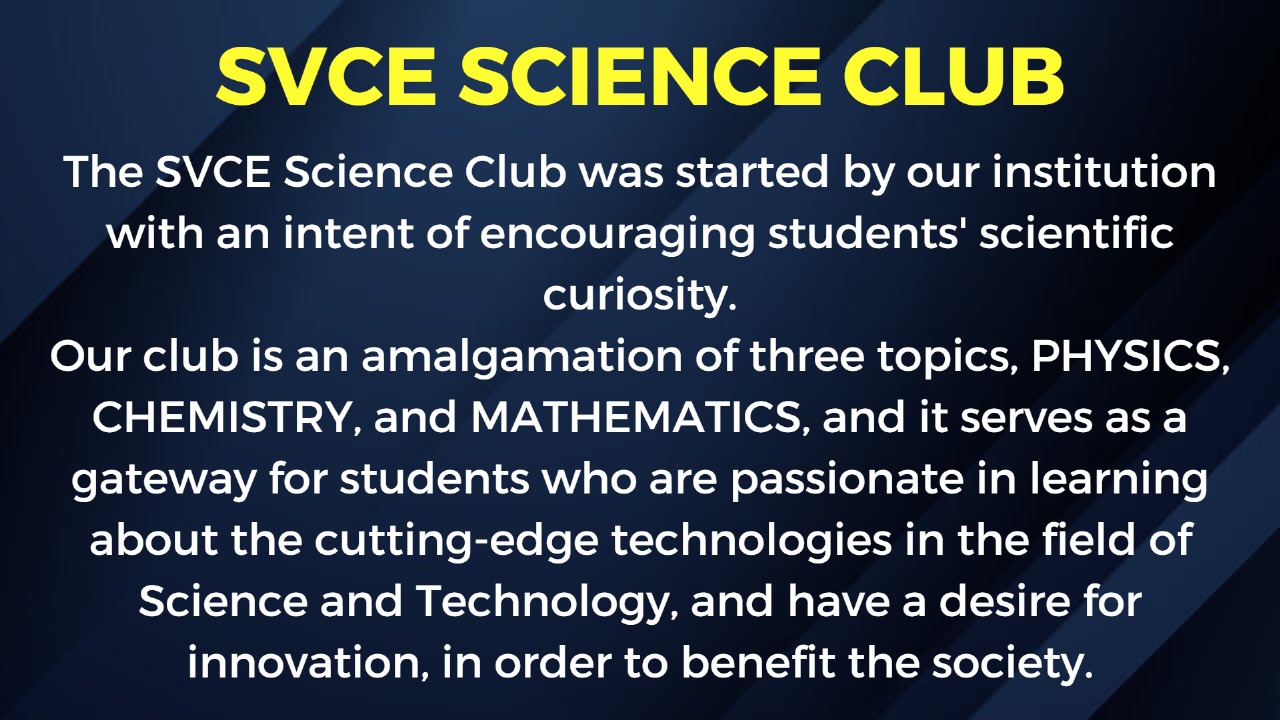 SVCE SCIENCE CLUB
The SVCE Science Club was started by our institution
with an intent of encouraging students' scientific
curiosity.
Our club is an amalgamation of three topics, PHYSICS,
CHEMISTRY, and MATHEMATICS, and it serves as a
gateway for students who are passionate in learning
about the cutting-edge technologies in the field of
Science and Technology, and have a desire for
innovation, in order to benefit the society.